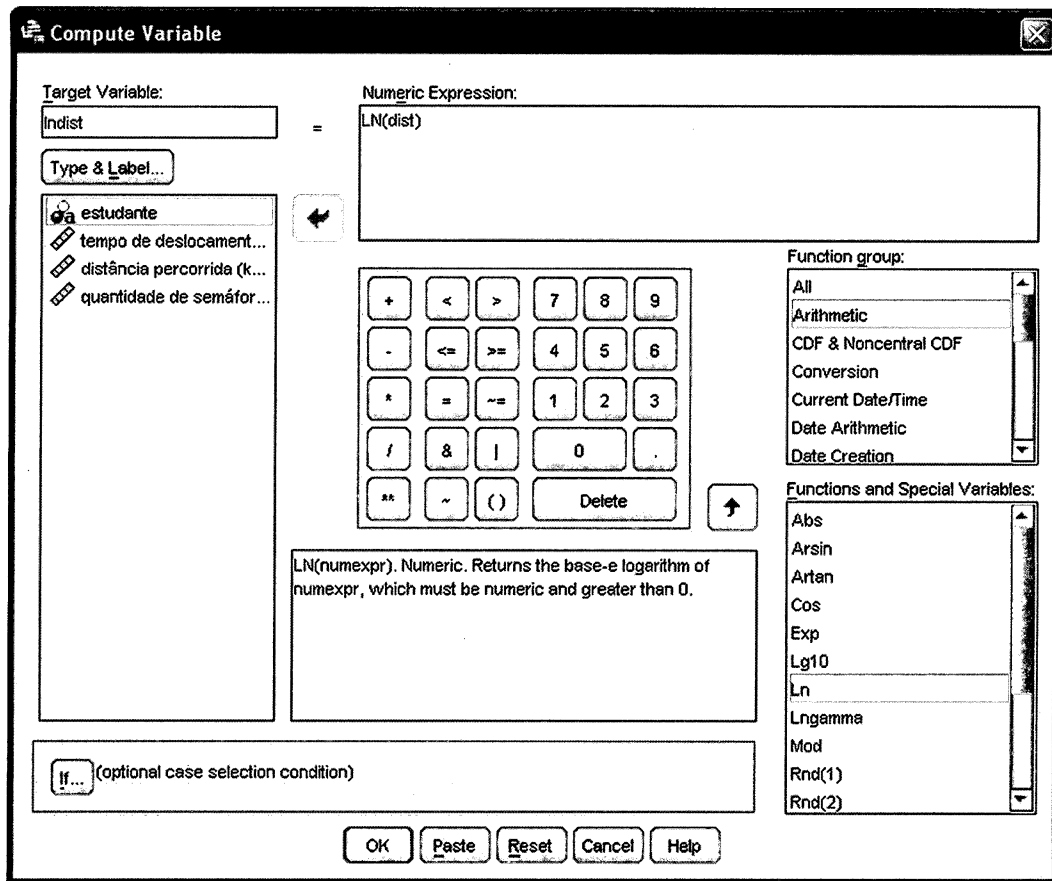 Compute Variable
Target Variable:
lndist
=
Numeric Expression:
LN(dist)
Type & Label...
estudante
tempo de deslocament...
distância percorrida (k...
quantidade de semáfor...
+ < > 7 8 9
- <= >= 4 5 6
* = ~= 1 2 3
/ & | 0 .
** ~ ( ) Delete
Function group:
All
Arithmetic
CDF & Noncentral CDF
Conversion
Current Date/Time
Date Arithmetic
Date Creation
LN(numexpr). Numeric. Returns the base-e logarithm of
numexpr, which must be numeric and greater than 0.
Functions and Special Variables:
Abs
Arsin
Artan
Cos
Exp
Lg10
Ln
Lngamma
Mod
Rnd(1)
Rnd(2)
If... (optional case selection condition)
OK Paste Reset Cancel Help